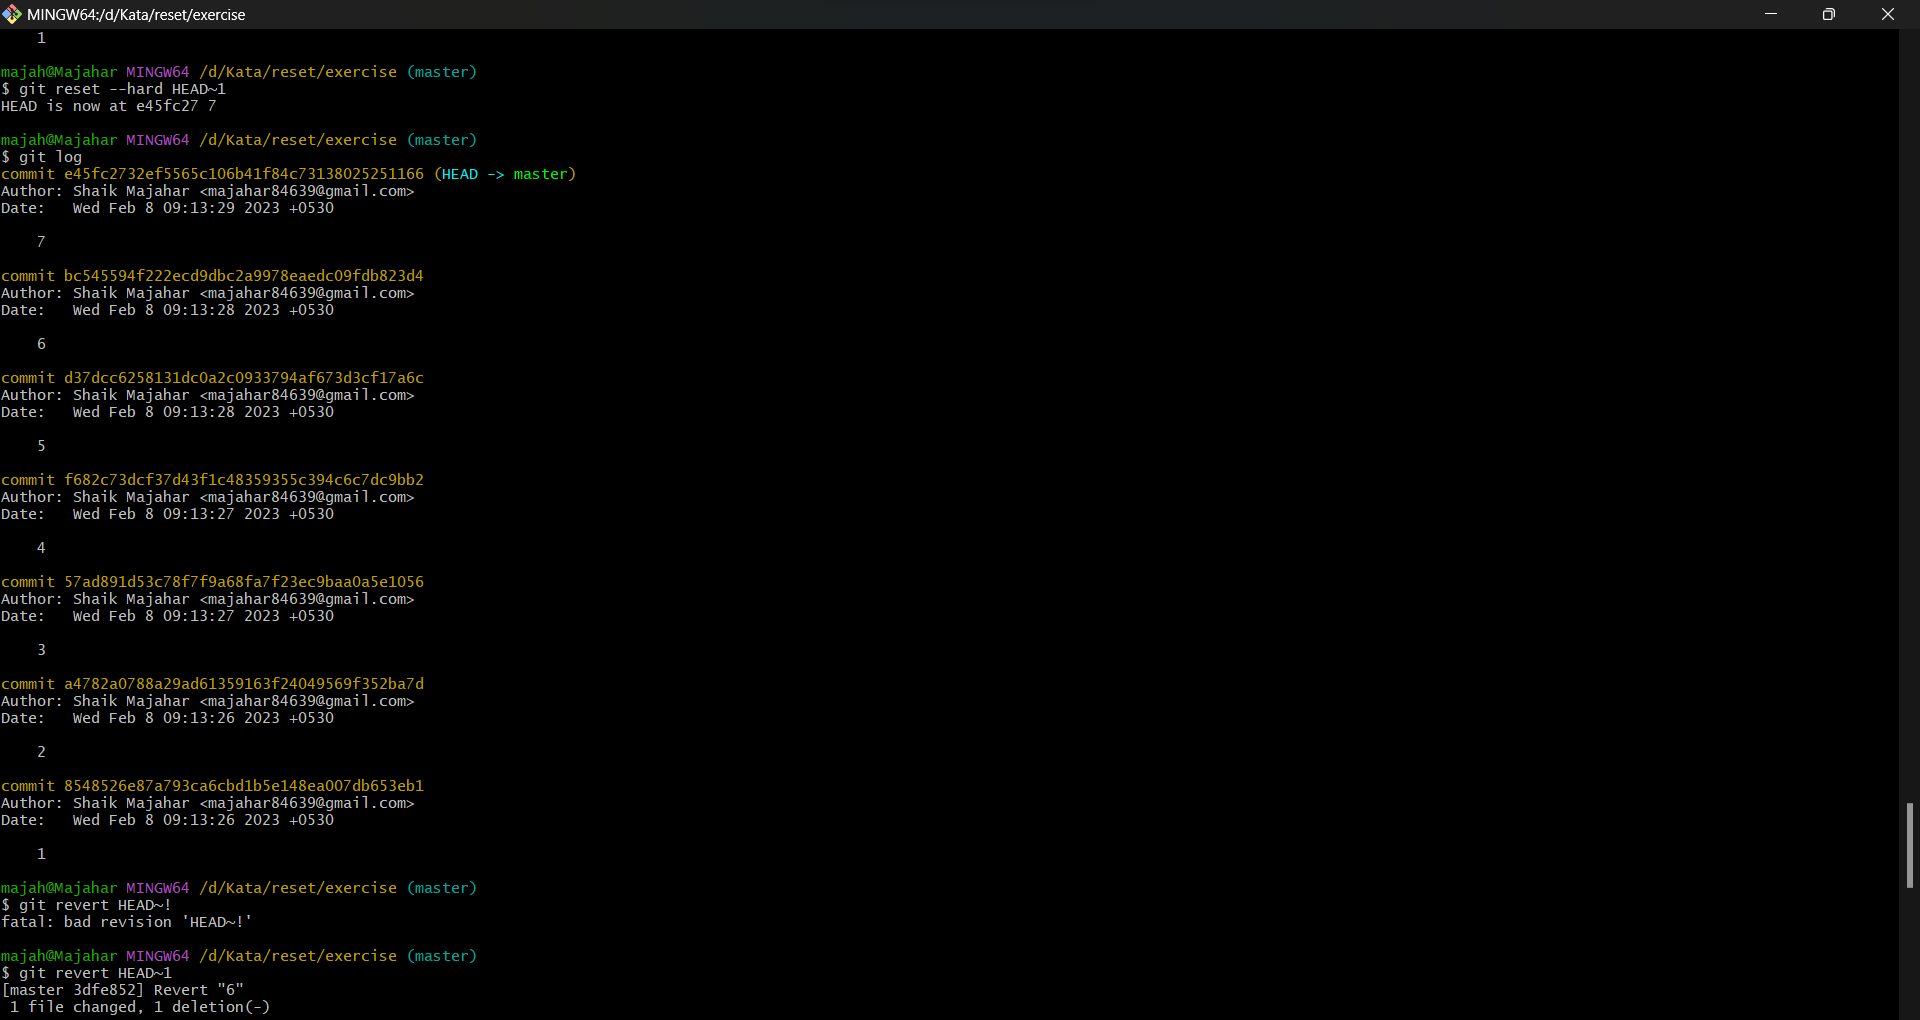 MINGW64:/d/Kata/reset/exercise
1
majah@Majahar MINGW64 /d/Kata/reset/exercise (master)
$ git reset --hard HEAD~1
HEAD is now at e45fc27 7
majah@Majahar MINGW64 /d/Kata/reset/exercise (master)
$ git log
commit e45fc2732ef5565c106b41f84c73138025251166 (HEAD -> master)
Author: Shaik Majahar <majahar84639@gmail.com>
Date:   Wed Feb 8 09:13:29 2023 +0530
7
commit bc545594f222ecd9dbc2a9978eaedc09fdb823d4
Author: Shaik Majahar <majahar84639@gmail.com>
Date:   Wed Feb 8 09:13:28 2023 +0530
6
commit d37dcc6258131dc0a2c0933794af673d3cf17a6c
Author: Shaik Majahar <majahar84639@gmail.com>
Date:   Wed Feb 8 09:13:28 2023 +0530
5
commit f682c73dcf37d43f1c48359355c394c6c7dc9bb2
Author: Shaik Majahar <majahar84639@gmail.com>
Date:   Wed Feb 8 09:13:27 2023 +0530
4
commit 57ad891d53c78f7f9a68fa7f23ec9baa0a5e1056
Author: Shaik Majahar <majahar84639@gmail.com>
Date:   Wed Feb 8 09:13:27 2023 +0530
3
commit a4782a0788a29ad61359163f24049569f352ba7d
Author: Shaik Majahar <majahar84639@gmail.com>
Date:   Wed Feb 8 09:13:26 2023 +0530
2
commit 8548526e87a793ca6cbd1b5e148ea007db653eb1
Author: Shaik Majahar <majahar84639@gmail.com>
Date:   Wed Feb 8 09:13:26 2023 +0530
1
majah@Majahar MINGW64 /d/Kata/reset/exercise (master)
$ git revert HEAD~!
fatal: bad revision 'HEAD~!'
majah@Majahar MINGW64 /d/Kata/reset/exercise (master)
$ git revert HEAD~1
[master 3dfe852] Revert "6"
1 file changed, 1 deletion(-)